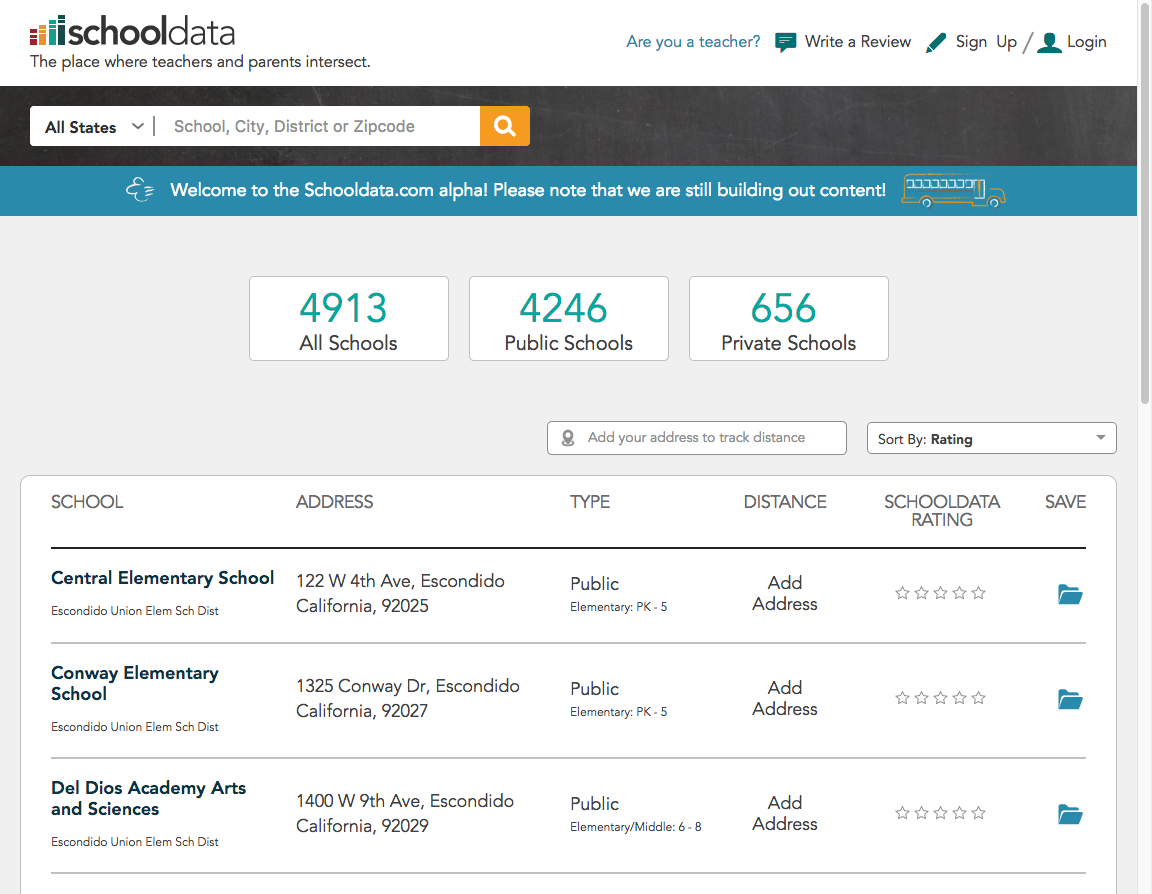 schooldata
The place where teachers and parents intersect.
Are you a teacher? Write a Review Sign Up / Login
All States | School, City, District or Zipcode
Welcome to the Schooldata.com alpha! Please note that we are still building out content!
4913
All Schools
4246
Public Schools
656
Private Schools
Add your address to track distance
Sort By: Rating
SCHOOL ADDRESS TYPE DISTANCE SCHOOLDATA RATING SAVE
Central Elementary School
Escondido Union Elem Sch Dist
122 W 4th Ave, Escondido
California, 92025
Public
Elementary: PK - 5
Add
Address
Conway Elementary
School
Escondido Union Elem Sch Dist
1325 Conway Dr, Escondido
California, 92027
Public
Elementary: PK - 5
Add
Address
Del Dios Academy Arts
and Sciences
Escondido Union Elem Sch Dist
1400 W 9th Ave, Escondido
California, 92029
Public
Elementary/Middle: 6 - 8
Add
Address